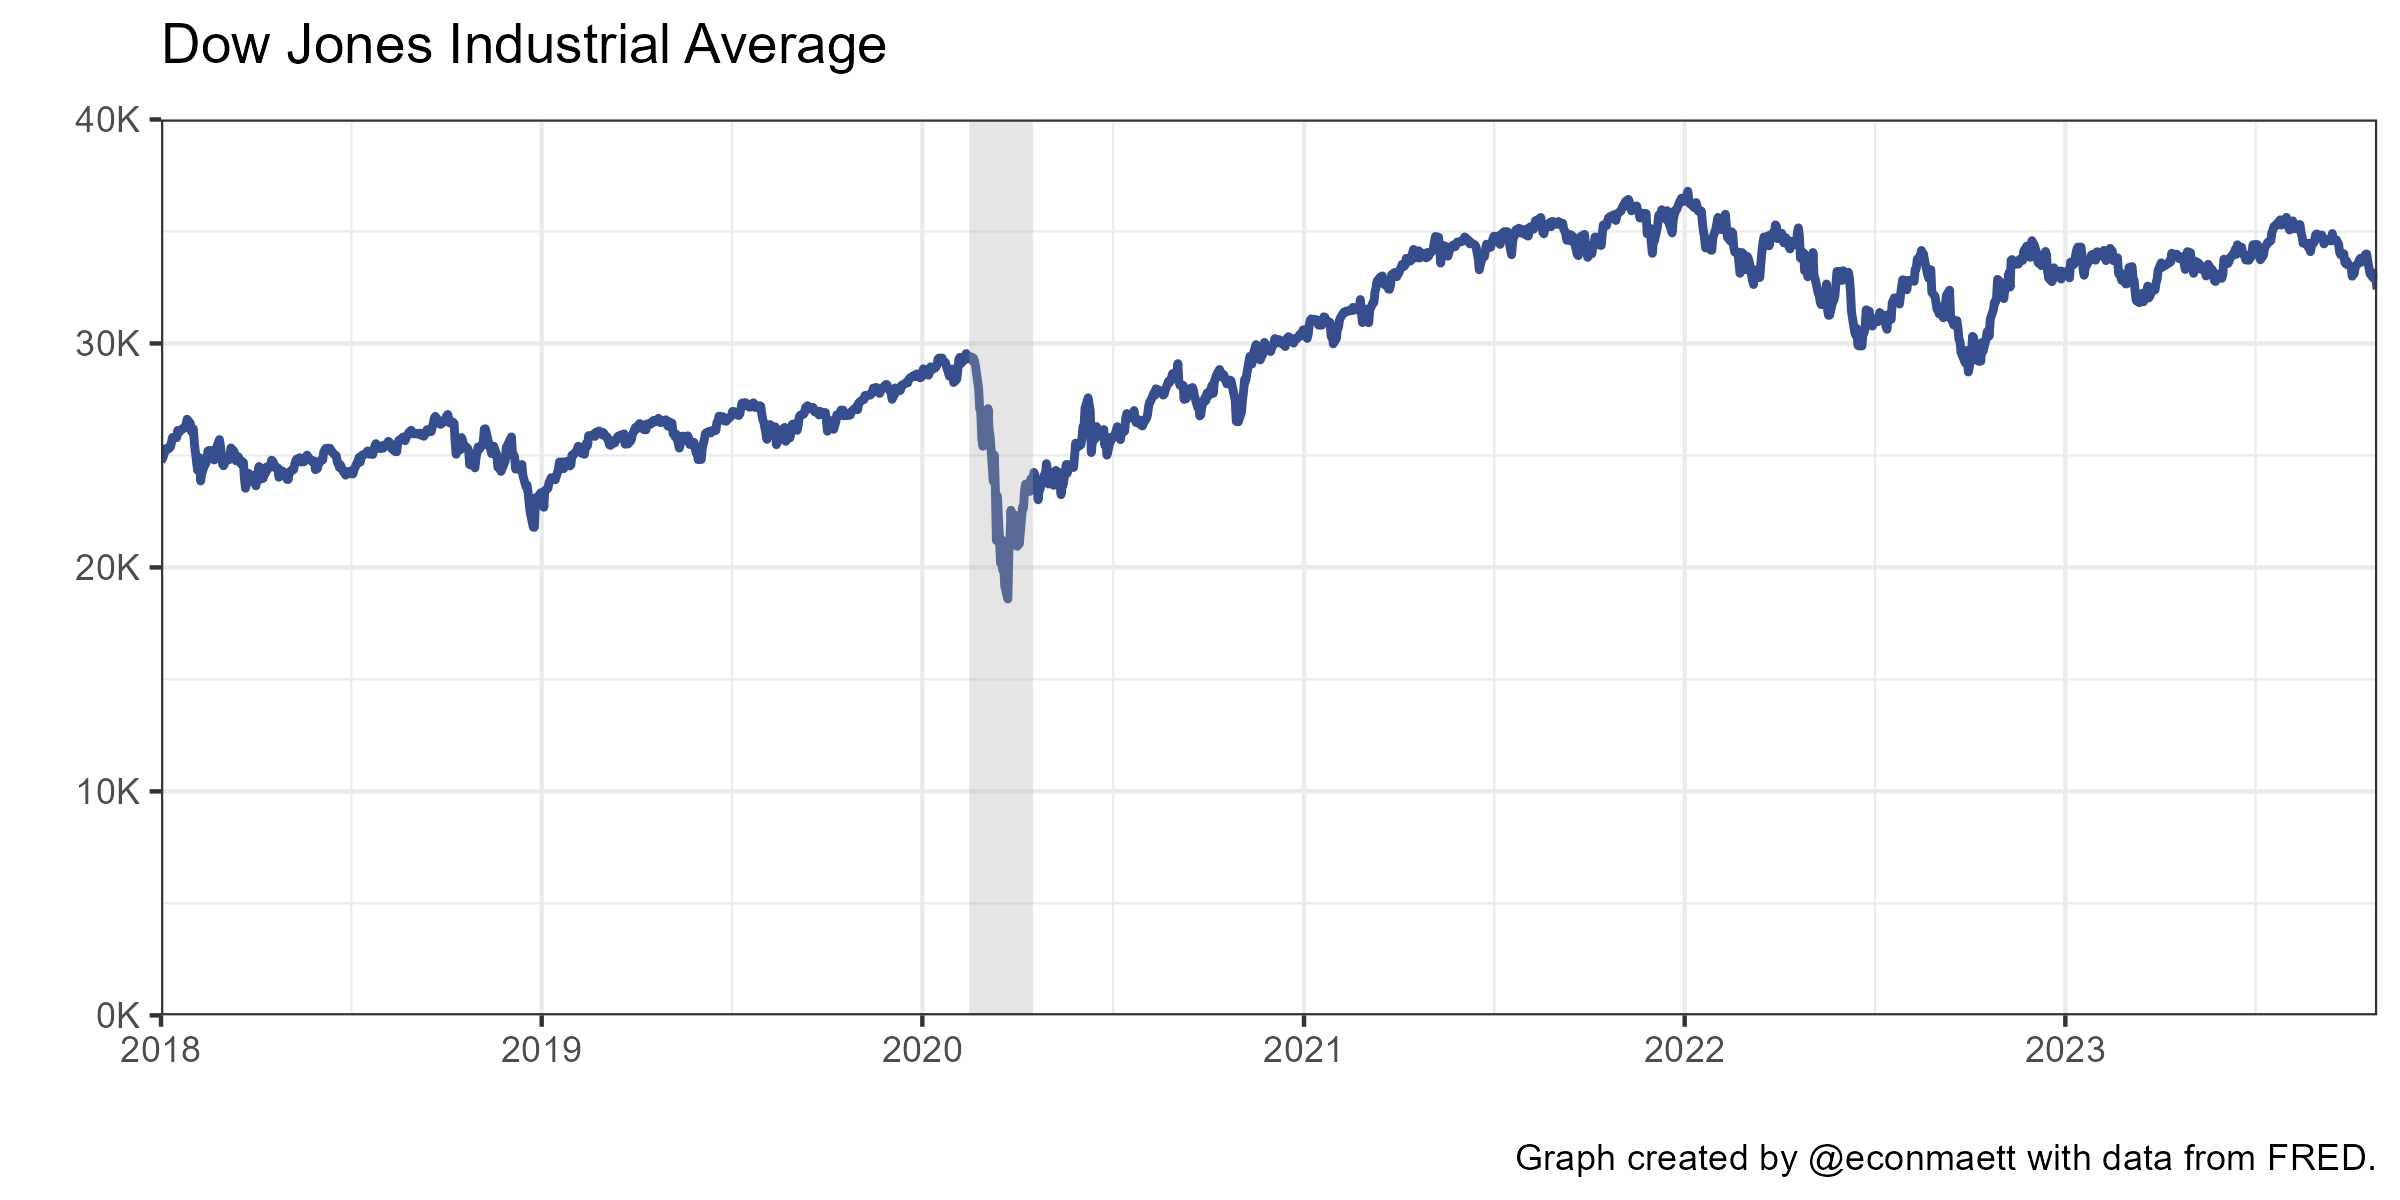 Dow Jones Industrial Average
40K
30K
20K
10K
0K
2018 2019 2020 2021 2022 2023
Graph created by @econmaett with data from FRED.